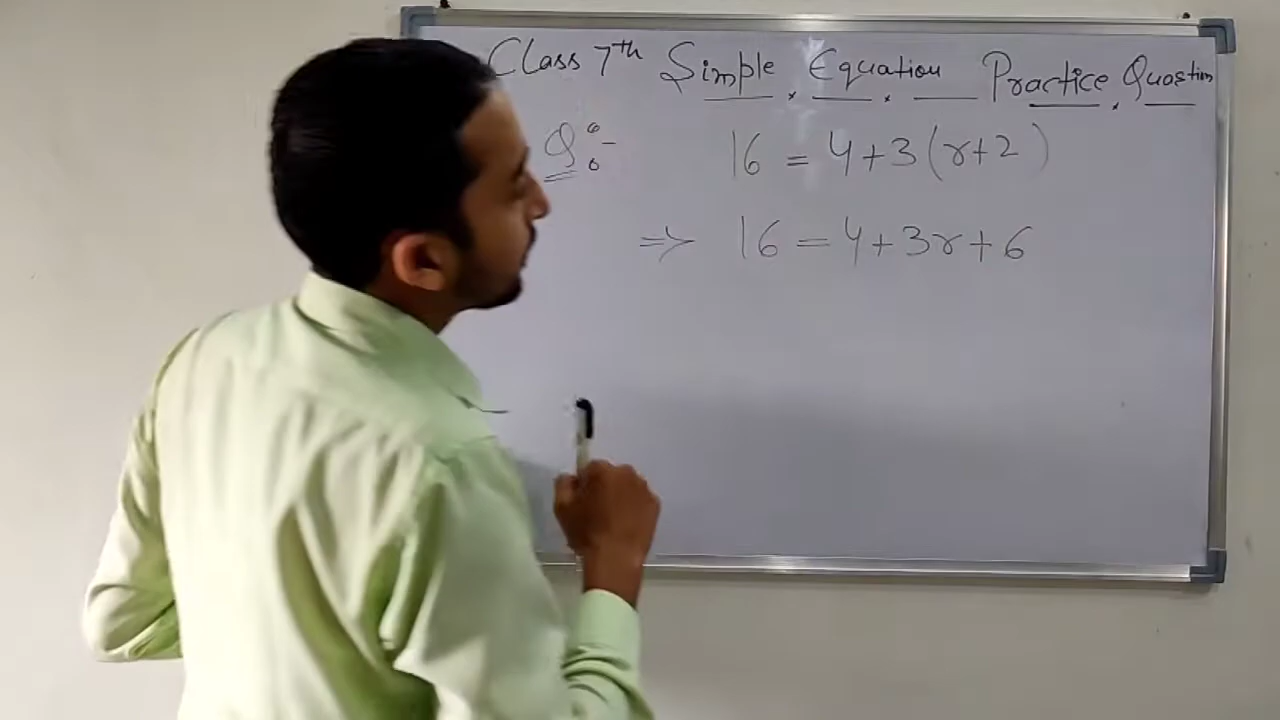 Class 7th Simple Equation Practice Question
Q:- 16 = 4+3(r+2)
⇒ 16 = 4+3r+6